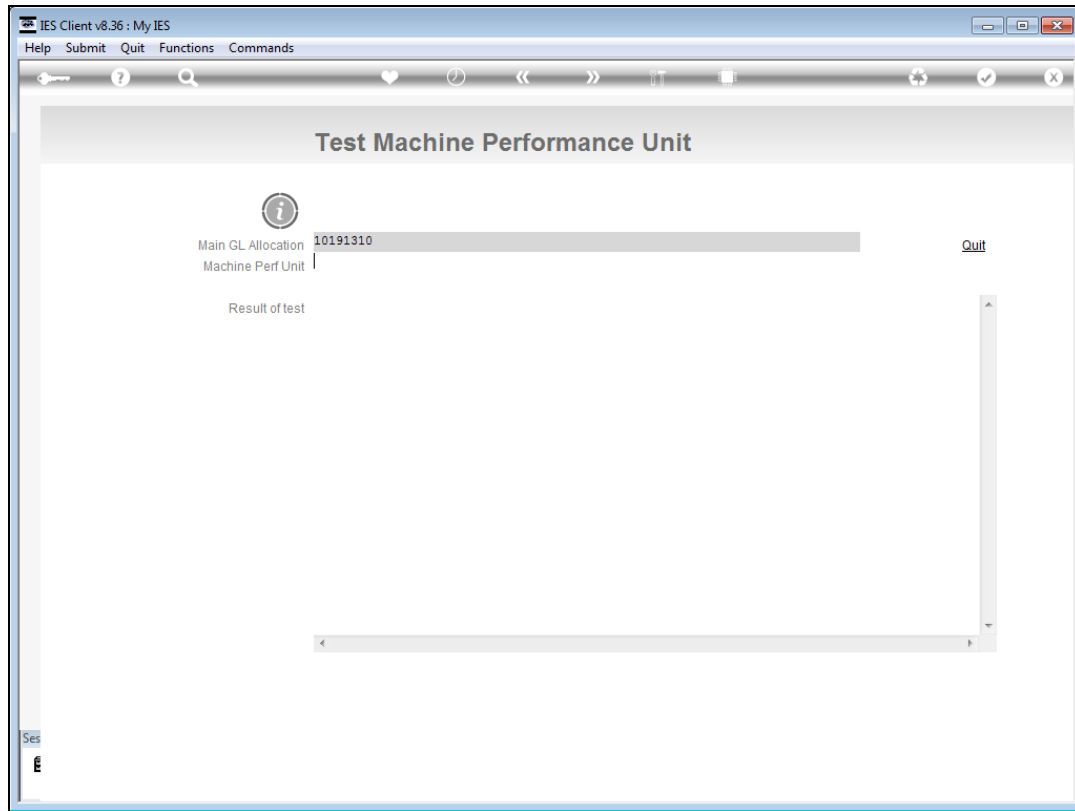 IES Client v8.36 : My IES
Help Submit Quit Functions Commands
Test Machine Performance Unit
Main GL Allocation 10191310 Quit
Machine Perf Unit
Result of test
Ses